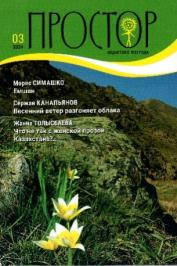 03
2024
ПРОСТОР
Морис СИМАШКО
Емшан
Сержан КАНАПЬЯНОВ
Весенний ветер разгоняет облака
Жанна ТОЛЫСБАЕВА
Что не так с женской прозой
Казахстана?..